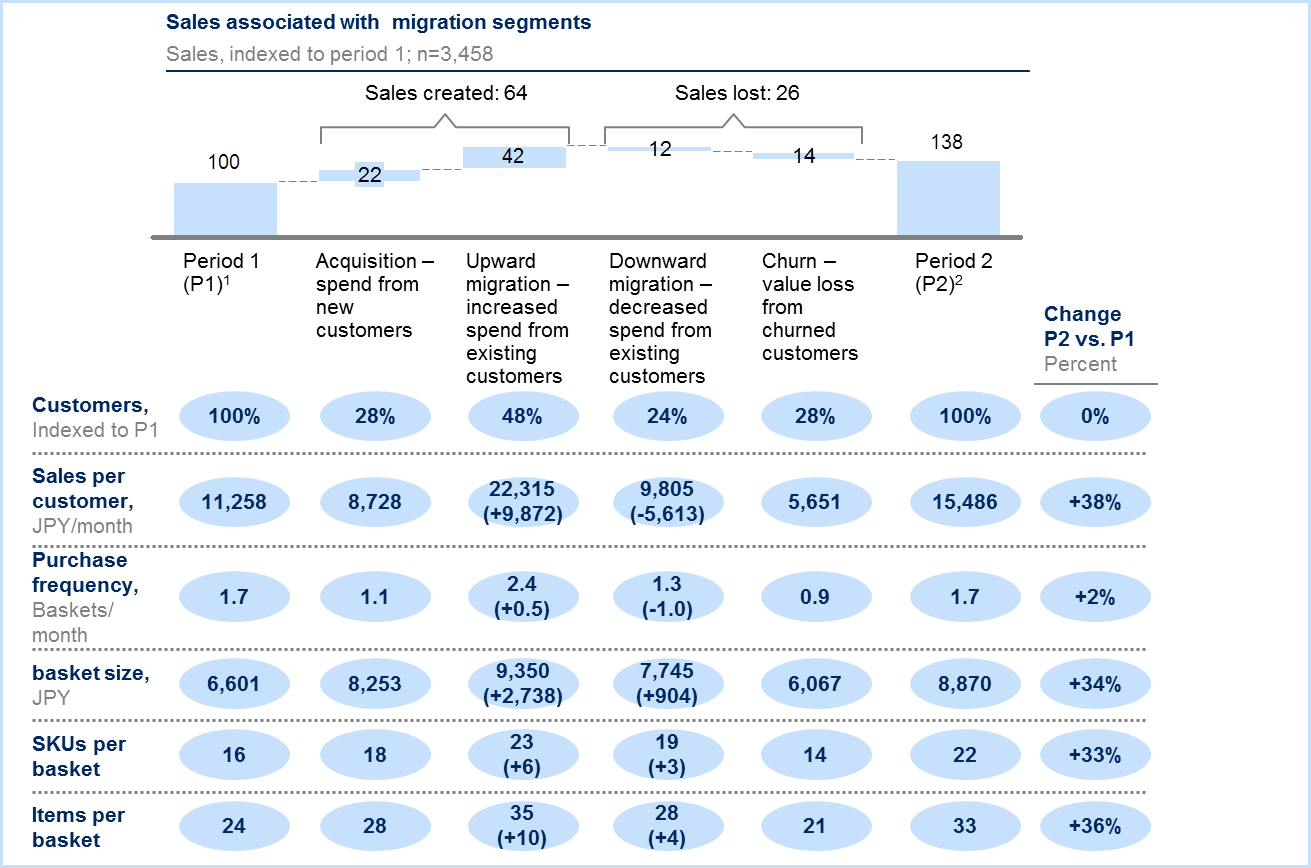 Sales associated with  migration segments
Sales, indexed to period 1; n=3,458
Sales created: 64
Sales lost: 26
100
22
42
12
14
138
Period 1
(P1)1
Acquisition –
spend from
new
customers
Upward
migration –
increased
spend from
existing
customers
Downward
migration –
decreased
spend from
existing
customers
Churn –
value loss
from
churned
customers
Period 2
(P2)2
Change
P2 vs. P1
Percent
Customers,
Indexed to P1
100%
28%
48%
24%
28%
100%
0%
Sales per
customer,
JPY/month
11,258
8,728
22,315
(+9,872)
9,805
(-5,613)
5,651
15,486
+38%
Purchase
frequency,
Baskets/
month
1.7
1.1
2.4
(+0.5)
1.3
(-1.0)
0.9
1.7
+2%
basket size,
JPY
6,601
8,253
9,350
(+2,738)
7,745
(+904)
6,067
8,870
+34%
SKUs per
basket
16
18
23
(+6)
19
(+3)
14
22
+33%
Items per
basket
24
28
35
(+10)
28
(+4)
21
33
+36%